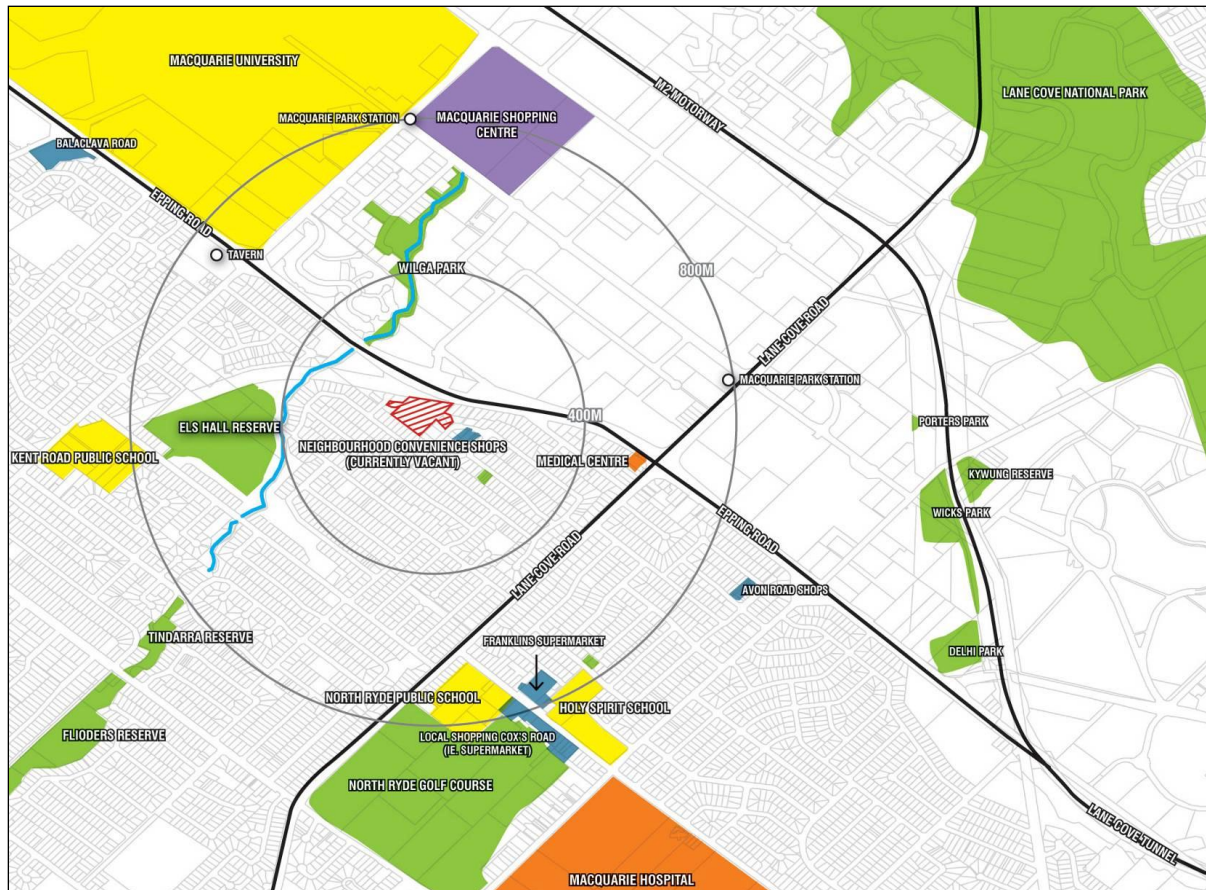 MACQUARIE UNIVERSITY
M2 MOTORWAY
LANE COVE NATIONAL PARK
MACQUARIE PARK STATION
MACQUARIE SHOPPING
CENTRE
BALACLAVA ROAD
EPPING ROAD
TAVERN
WILGA PARK
800M
LANE COVE ROAD
MACQUARIE PARK STATION
400M
ELS HALL RESERVE
PORTERS PARK
KENT ROAD PUBLIC SCHOOL
NEIGHBOURHOOD CONVENIENCE SHOPS
(CURRENTLY VACANT)
MEDICAL CENTRE
KYWUNG RESERVE
WICKS PARK
EPPING ROAD
LANE COVE ROAD
AVON ROAD SHOPS
TINDARRA RESERVE
FRANKLINS SUPERMARKET
DELHI PARK
NORTH RYDE PUBLIC SCHOOL
HOLY SPIRIT SCHOOL
FLIODERS RESERVE
LOCAL SHOPPING COX'S ROAD
(IE. SUPERMARKET)
NORTH RYDE GOLF COURSE
LANE COVE TUNNEL
MACQUARIE HOSPITAL